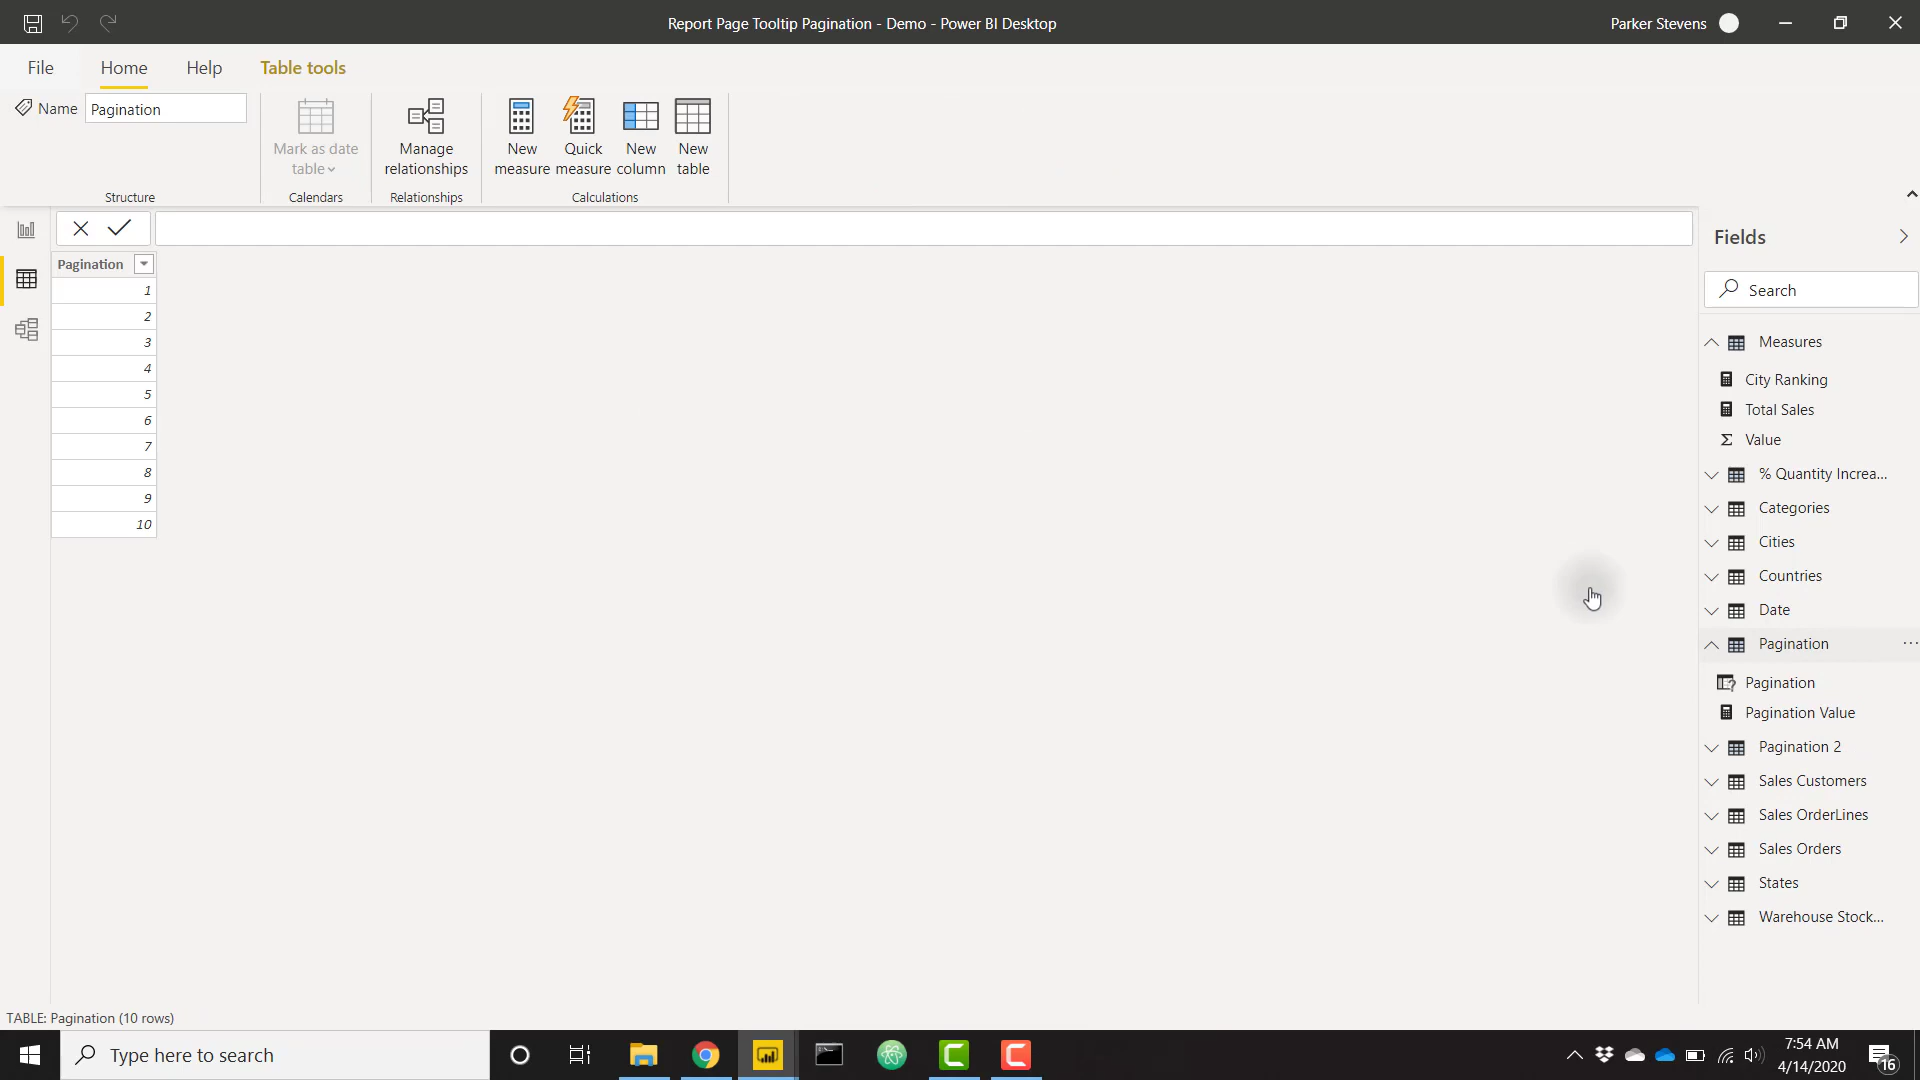 Report Page Tooltip Pagination - Demo - Power BI Desktop
Parker Stevens
File
Home
Help
Table tools
Name
Pagination
Structure
Mark as date
table
Calendars
Manage
relationships
Relationships
New
measure
Quick
measure
New
column
New
table
Calculations
Pagination
1
2
3
4
5
6
7
8
9
10
Fields
Search
Measures
City Ranking
Total Sales
Value
% Quantity Increa...
Categories
Cities
Countries
Date
Pagination
Pagination
Pagination Value
Pagination 2
Sales Customers
Sales OrderLines
Sales Orders
States
Warehouse Stock...
TABLE: Pagination (10 rows)
Type here to search
7:54 AM
4/14/2020
16